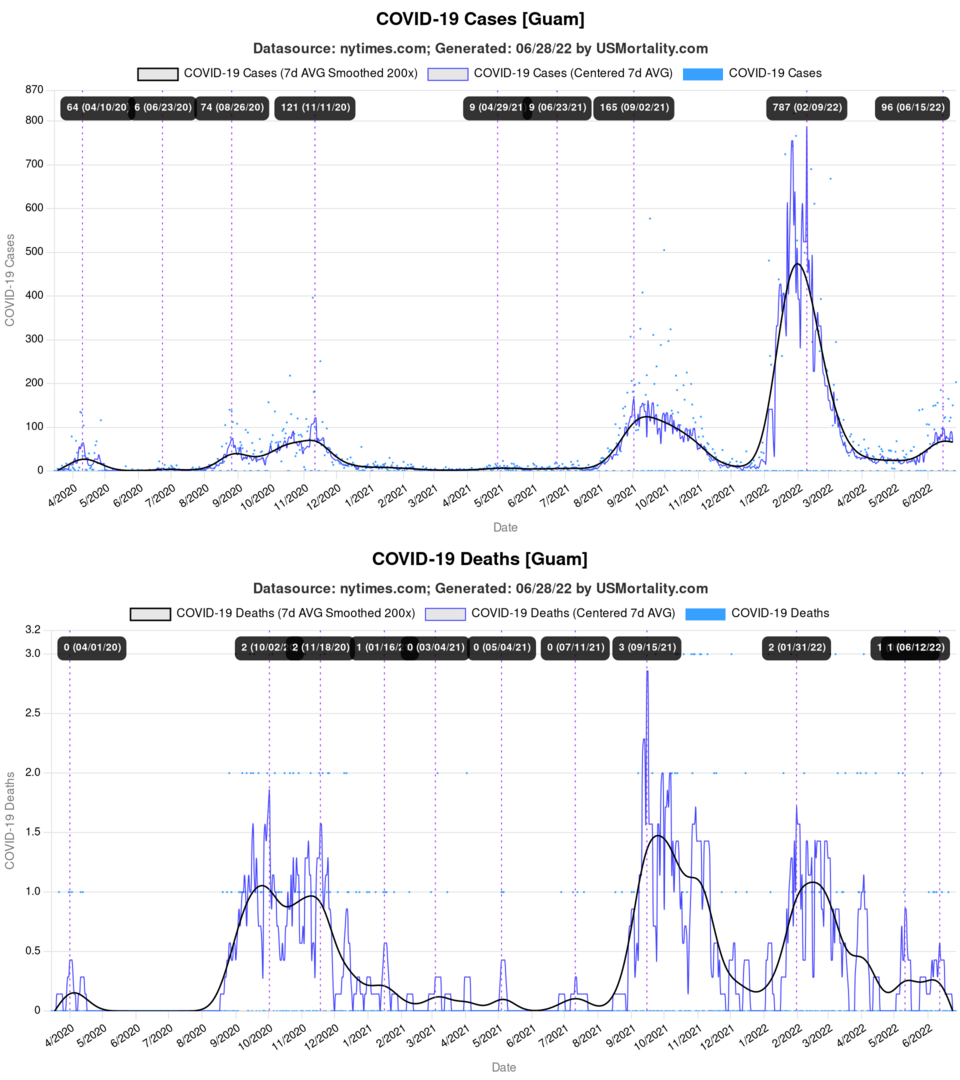 COVID-19 Cases [Guam]
Datasource: nytimes.com; Generated: 06/28/22 by USMortality.com
COVID-19 Cases (7d AVG Smoothed 200x) COVID-19 Cases (Centered 7d AVG) COVID-19 Cases
870
64 (04/10/20 6 (06/23/20) 74 (08/26/20) 121 (11/11/20) 9 (04/29/21 9 (06/23/21) 165 (09/02/21) 787 (02/09/22) 96 (06/15/22)
800
700
600
500
400
300
200
100
0
COVID-19 Cases
4/2020 5/2020 6/2020 7/2020 8/2020 9/2020 10/2020 11/2020 12/2020 1/2021 2/2021 3/2021 4/2021 5/2021 6/2021 7/2021 8/2021 9/2021 10/2021 11/2021 12/2021 1/2022 2/2022 3/2022 4/2022 5/2022 6/2022
Date
COVID-19 Deaths [Guam]
Datasource: nytimes.com; Generated: 06/28/22 by USMortality.com
COVID-19 Deaths (7d AVG Smoothed 200x) COVID-19 Deaths (Centered 7d AVG) COVID-19 Deaths
3.2
0 (04/01/20) 2 (10/02/2 2 (11/18/20) 1 (01/16/2 0 (03/04/21) 0 (05/04/21) 0 (07/11/21) 3 (09/15/21) 2 (01/31/22) 1 1 (06/12/22)
3.0
2.5
2.0
1.5
1.0
0.5
0
COVID-19 Deaths
4/2020 5/2020 6/2020 7/2020 8/2020 9/2020 10/2020 11/2020 12/2020 1/2021 2/2021 3/2021 4/2021 5/2021 6/2021 7/2021 8/2021 9/2021 10/2021 11/2021 12/2021 1/2022 2/2022 3/2022 4/2022 5/2022 6/2022
Date